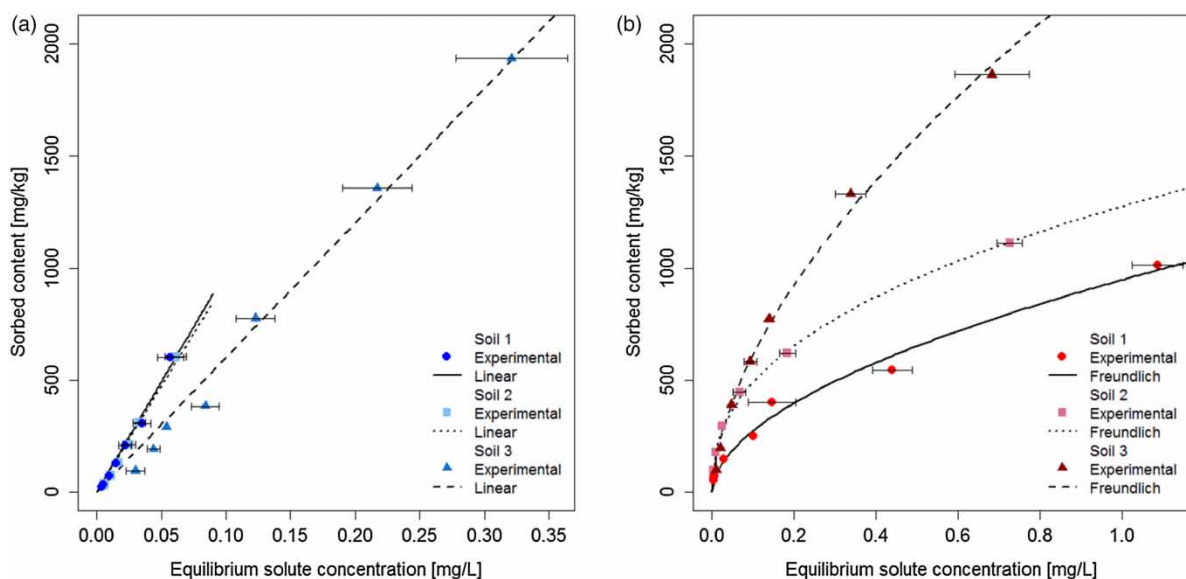 (a)
Sorbed content [mg/kg]
2000
1500
1000
500
0
Soil 1
Experimental
Linear
Soil 2
Experimental
Linear
Soil 3
Experimental
Linear
0.00 0.05 0.10 0.15 0.20 0.25 0.30 0.35
Equilibrium solute concentration [mg/L]
(b)
Sorbed content [mg/kg]
2000
1500
1000
500
0
Soil 1
Experimental
Freundlich
Soil 2
Experimental
Freundlich
Soil 3
Experimental
Freundlich
0.0 0.2 0.4 0.6 0.8 1.0
Equilibrium solute concentration [mg/L]